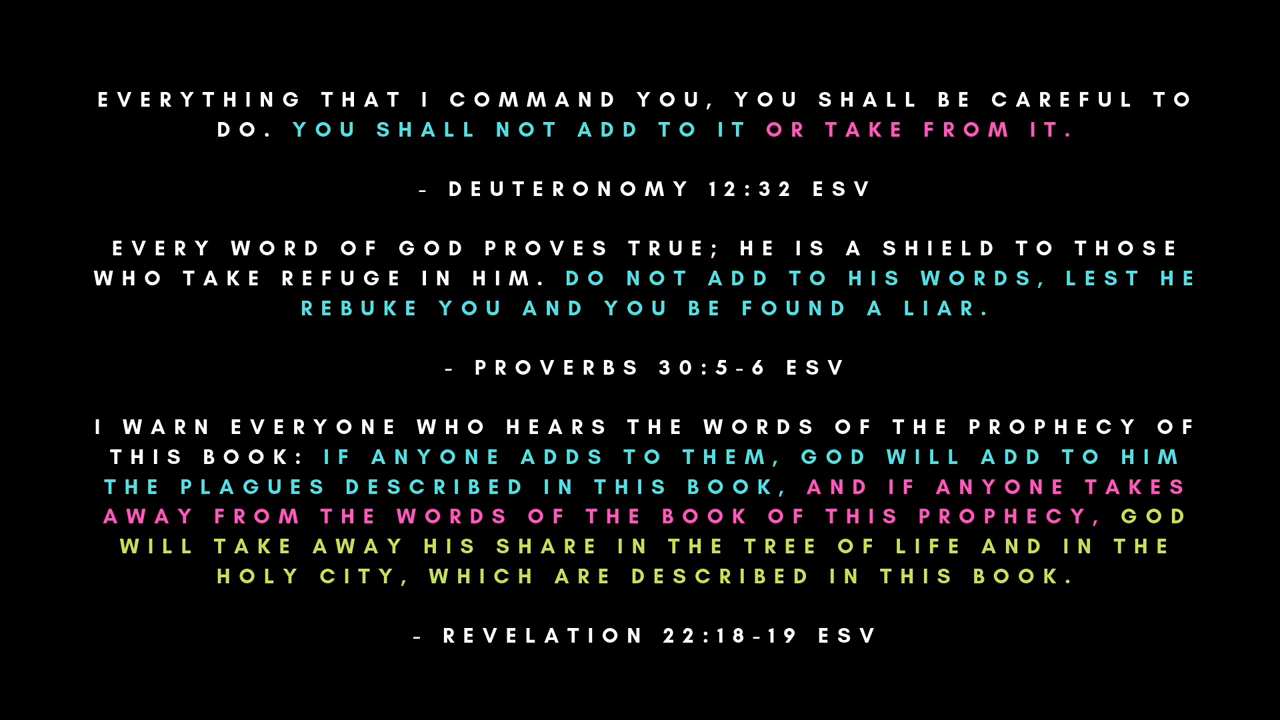 EVERYTHING THAT I COMMAND YOU, YOU SHALL BE CAREFUL TO
DO. YOU SHALL NOT ADD TO IT OR TAKE FROM IT.
- DEUTERONOMY 12:32 ESV
EVERY WORD OF GOD PROVES TRUE; HE IS A SHIELD TO THOSE
WHO TAKE REFUGE IN HIM. DO NOT ADD TO HIS WORDS, LEST HE
REBUKE YOU AND YOU BE FOUND A LIAR.
- PROVERBS 30:5-6 ESV
I WARN EVERYONE WHO HEARS THE WORDS OF THE PROPHECY OF
THIS BOOK: IF ANYONE ADDS TO THEM, GOD WILL ADD TO HIM
THE PLAGUES DESCRIBED IN THIS BOOK, AND IF ANYONE TAKES
AWAY FROM THE WORDS OF THE BOOK OF THIS PROPHECY, GOD
WILL TAKE AWAY HIS SHARE IN THE TREE OF LIFE AND IN THE
HOLY CITY, WHICH ARE DESCRIBED IN THIS BOOK.
- REVELATION 22:18-19 ESV